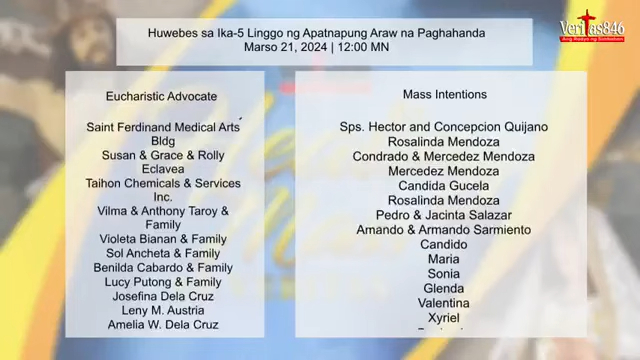 Huwebes sa Ika-5 Linggo ng Apatnapung Araw na Paghahanda
Marso 21, 2024 | 12:00 MN
Veritas846
Ang Radyo ng Simbahan
Eucharistic Advocate
Saint Ferdinand Medical Arts
Bldg
Susan & Grace & Rolly
Eclavea
Taihon Chemicals & Services
Inc.
Vilma & Anthony Taroy &
Family
Violeta Bianan & Family
Sol Ancheta & Family
Benilda Cabardo & Family
Lucy Putong & Family
Josefina Dela Cruz
Leny M. Austria
Amelia W. Dela Cruz
Mass Intentions
Sps. Hector and Concepcion Quijano
Rosalinda Mendoza
Condrado & Mercedez Mendoza
Mercedez Mendoza
Candida Gucela
Rosalinda Mendoza
Pedro & Jacinta Salazar
Amando & Armando Sarmiento
Candido
Maria
Sonia
Glenda
Valentina
Xyriel